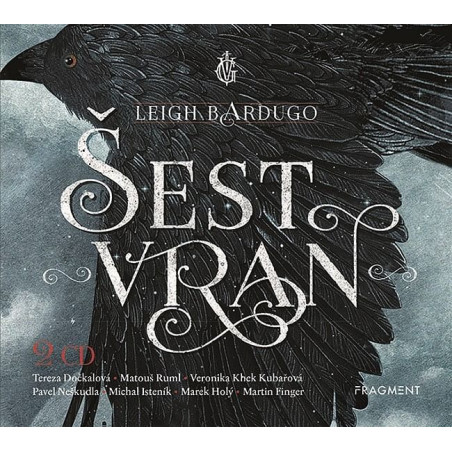 LEIGH BARDUGO
ŠEST
VRAN
2 CD
Tereza Dočkalová • Matouš Ruml • Veronika Khek Kubařová
Pavel Neškudla • Michal Isteník • Marek Holý • Martin Finger
FRAGMENT